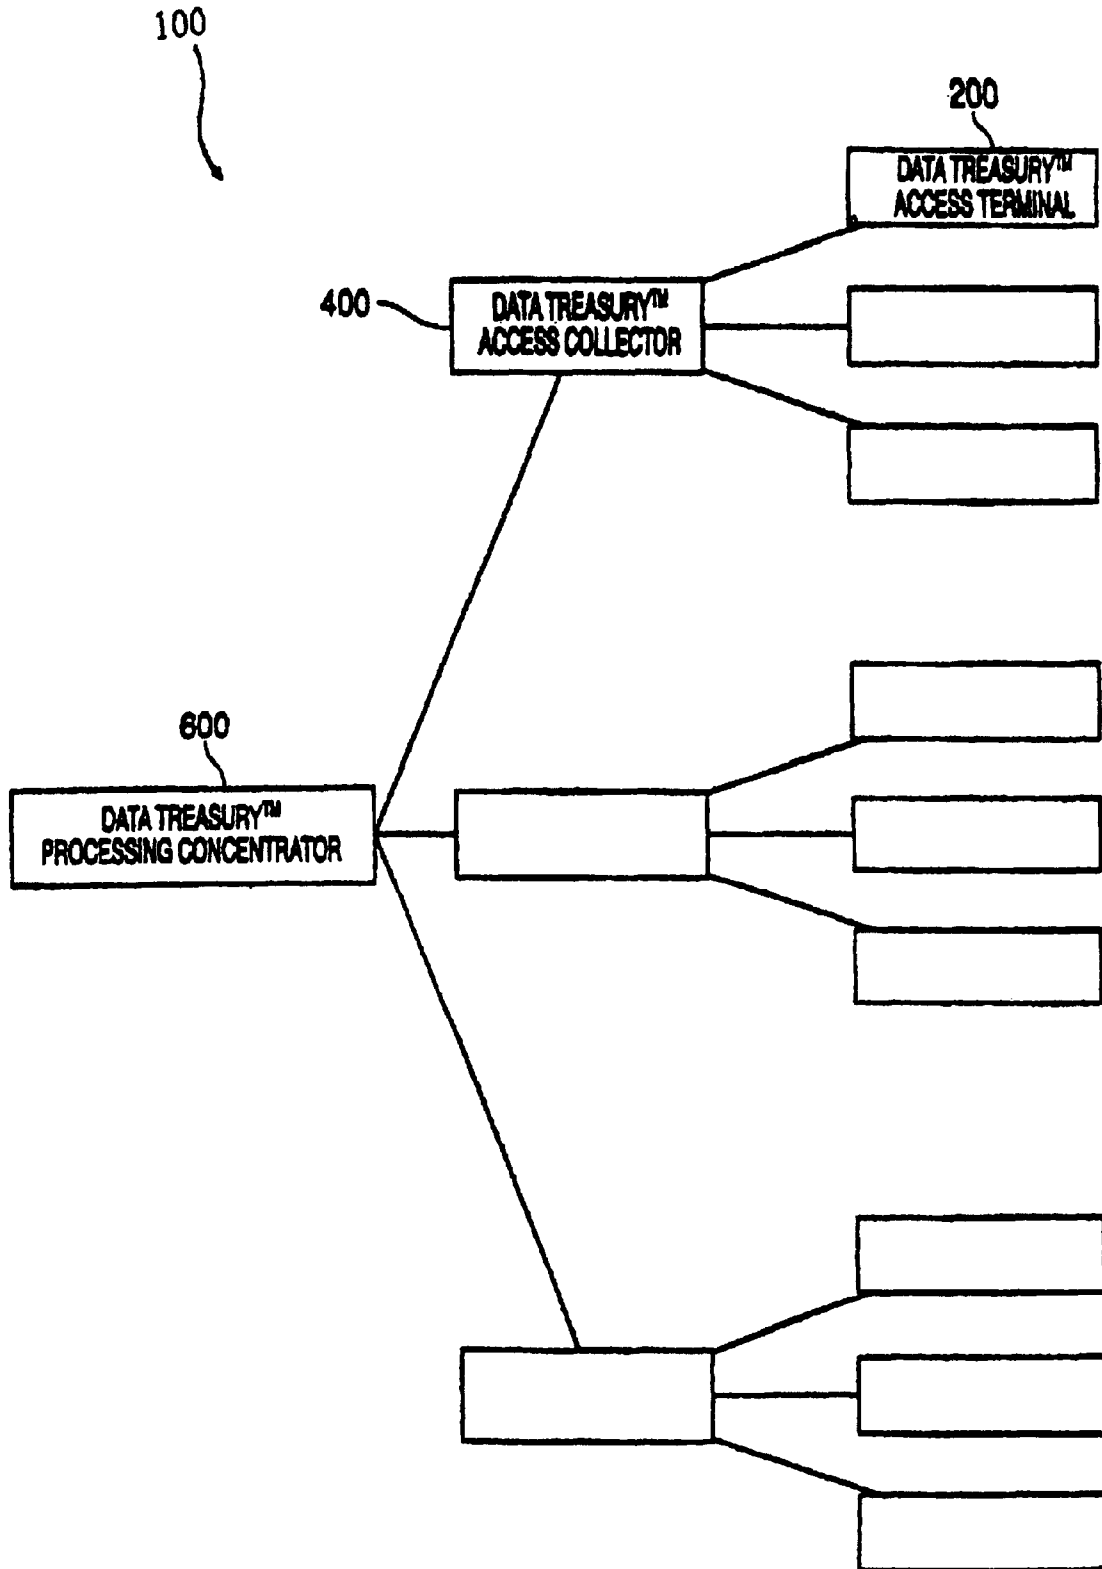 100
200
DATA TREASURY™
ACCESS TERMINAL
400
DATA TREASURY™
ACCESS COLLECTOR
600
DATA TREASURY™
PROCESSING CONCENTRATOR